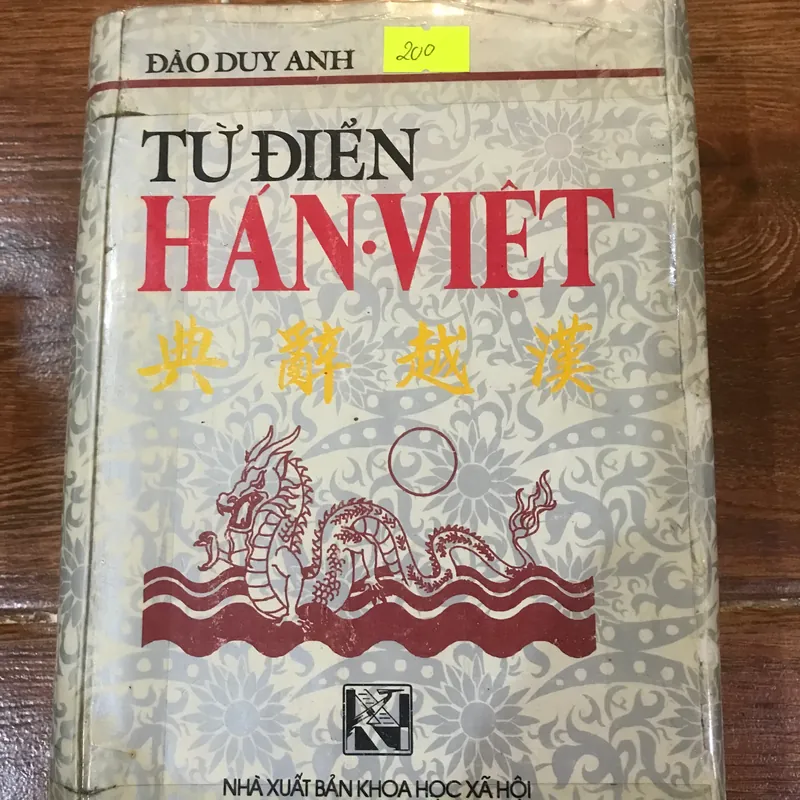 ĐÀO DUY ANH
200
TỪ ĐIỂN
HÁN·VIỆT
典辭越漢
NHÀ XUẤT BẢN KHOA HỌC XÃ HỘI